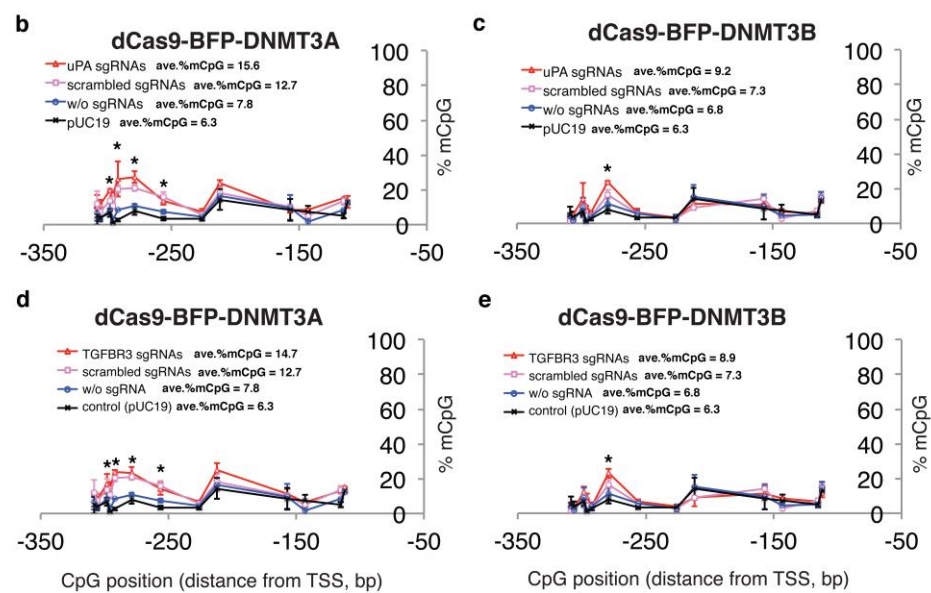 b
dCas9-BFP-DNMT3A
uPA sgRNAs ave.%mCpG = 15.6
scrambled sgRNAs ave.%mCpG = 12.7
w/o sgRNAs ave.%mCpG = 7.8
pUC19 ave.%mCpG = 6.3
* * * *
100
80
60
40
20
0
% mCpG
-350 -250 -150 -50
c
dCas9-BFP-DNMT3B
uPA sgRNAs ave.%mCpG = 9.2
scrambled sgRNAs ave.%mCpG = 7.3
w/o sgRNAs ave.%mCpG = 6.8
pUC19 ave.%mCpG = 6.3
*
100
80
60
40
20
0
% mCpG
-350 -250 -150 -50
d
dCas9-BFP-DNMT3A
TGFBR3 sgRNAs ave.%mCpG = 14.7
scrambled sgRNAs ave.%mCpG = 12.7
w/o sgRNA ave.%mCpG = 7.8
control (pUC19) ave.%mCpG = 6.3
* * * *
100
80
60
40
20
0
% mCpG
-350 -250 -150 -50
CpG position (distance from TSS, bp)
e
dCas9-BFP-DNMT3B
TGFBR3 sgRNAs ave.%mCpG = 8.9
scrambled sgRNAs ave.%mCpG = 7.3
w/o sgRNA ave.%mCpG = 6.8
control (pUC19) ave.%mCpG = 6.3
*
100
80
60
40
20
0
% mCpG
-350 -250 -150 -50
CpG position (distance from TSS, bp)